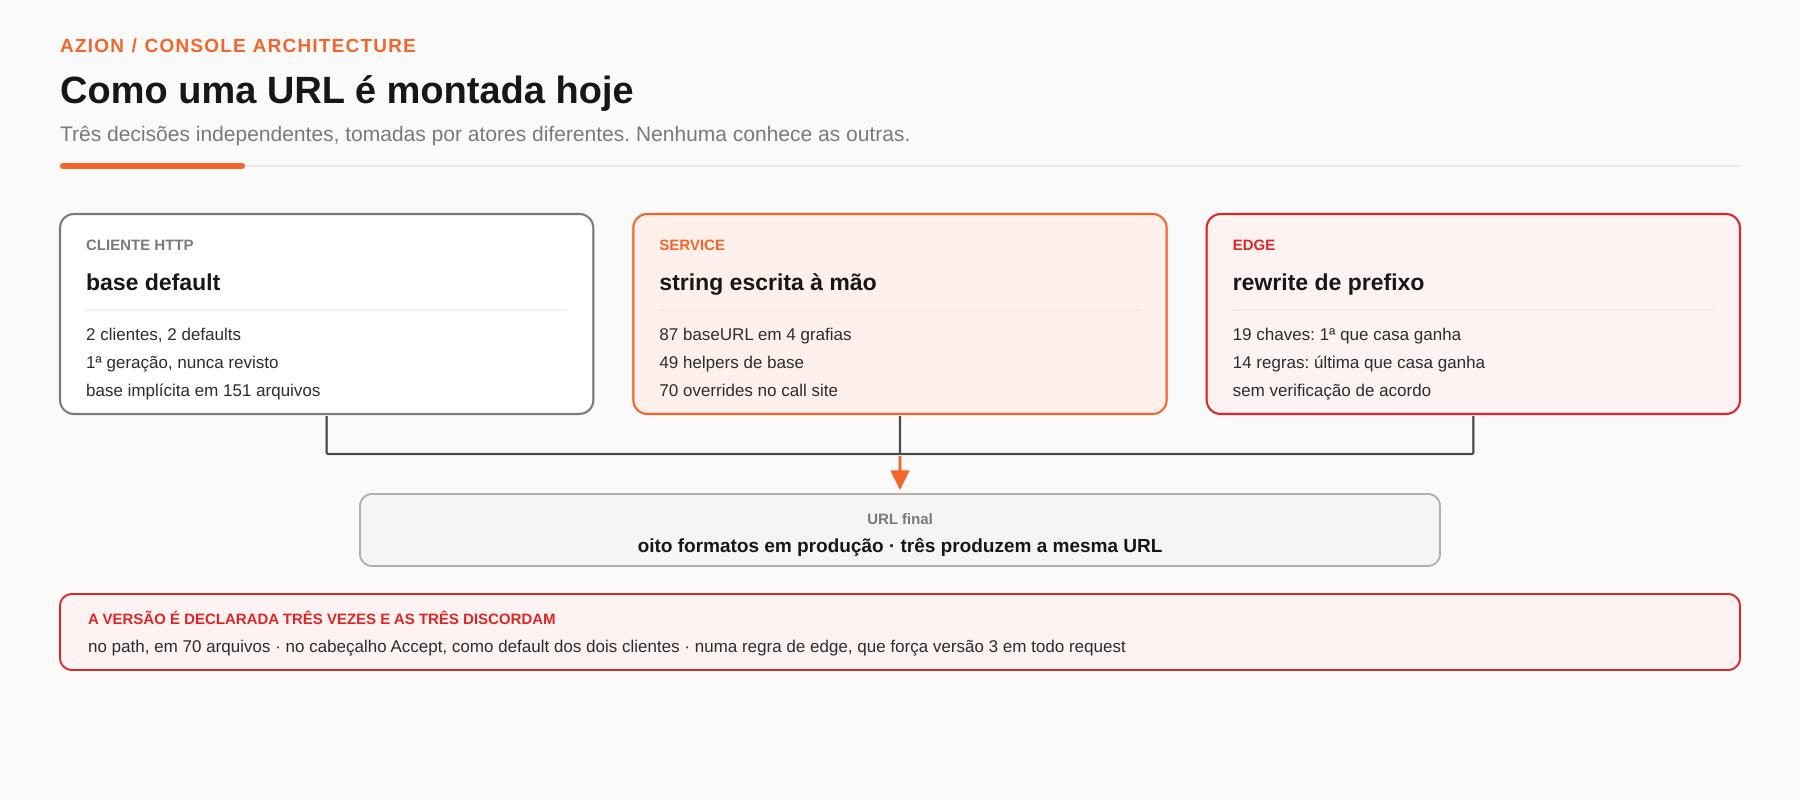 AZION / CONSOLE ARCHITECTURE
Como uma URL é montada hoje
Três decisões independentes, tomadas por atores diferentes. Nenhuma conhece as outras.
CLIENTE HTTP
base default
2 clientes, 2 defaults
1ª geração, nunca revisto
base implícita em 151 arquivos
SERVICE
string escrita à mão
87 baseURL em 4 grafias
49 helpers de base
70 overrides no call site
EDGE
rewrite de prefixo
19 chaves: 1ª que casa ganha
14 regras: última que casa ganha
sem verificação de acordo
URL final
oito formatos em produção · três produzem a mesma URL
A VERSÃO É DECLARADA TRÊS VEZES E AS TRÊS DISCORDAM
no path, em 70 arquivos · no cabeçalho Accept, como default dos dois clientes · numa regra de edge, que força versão 3 em todo request